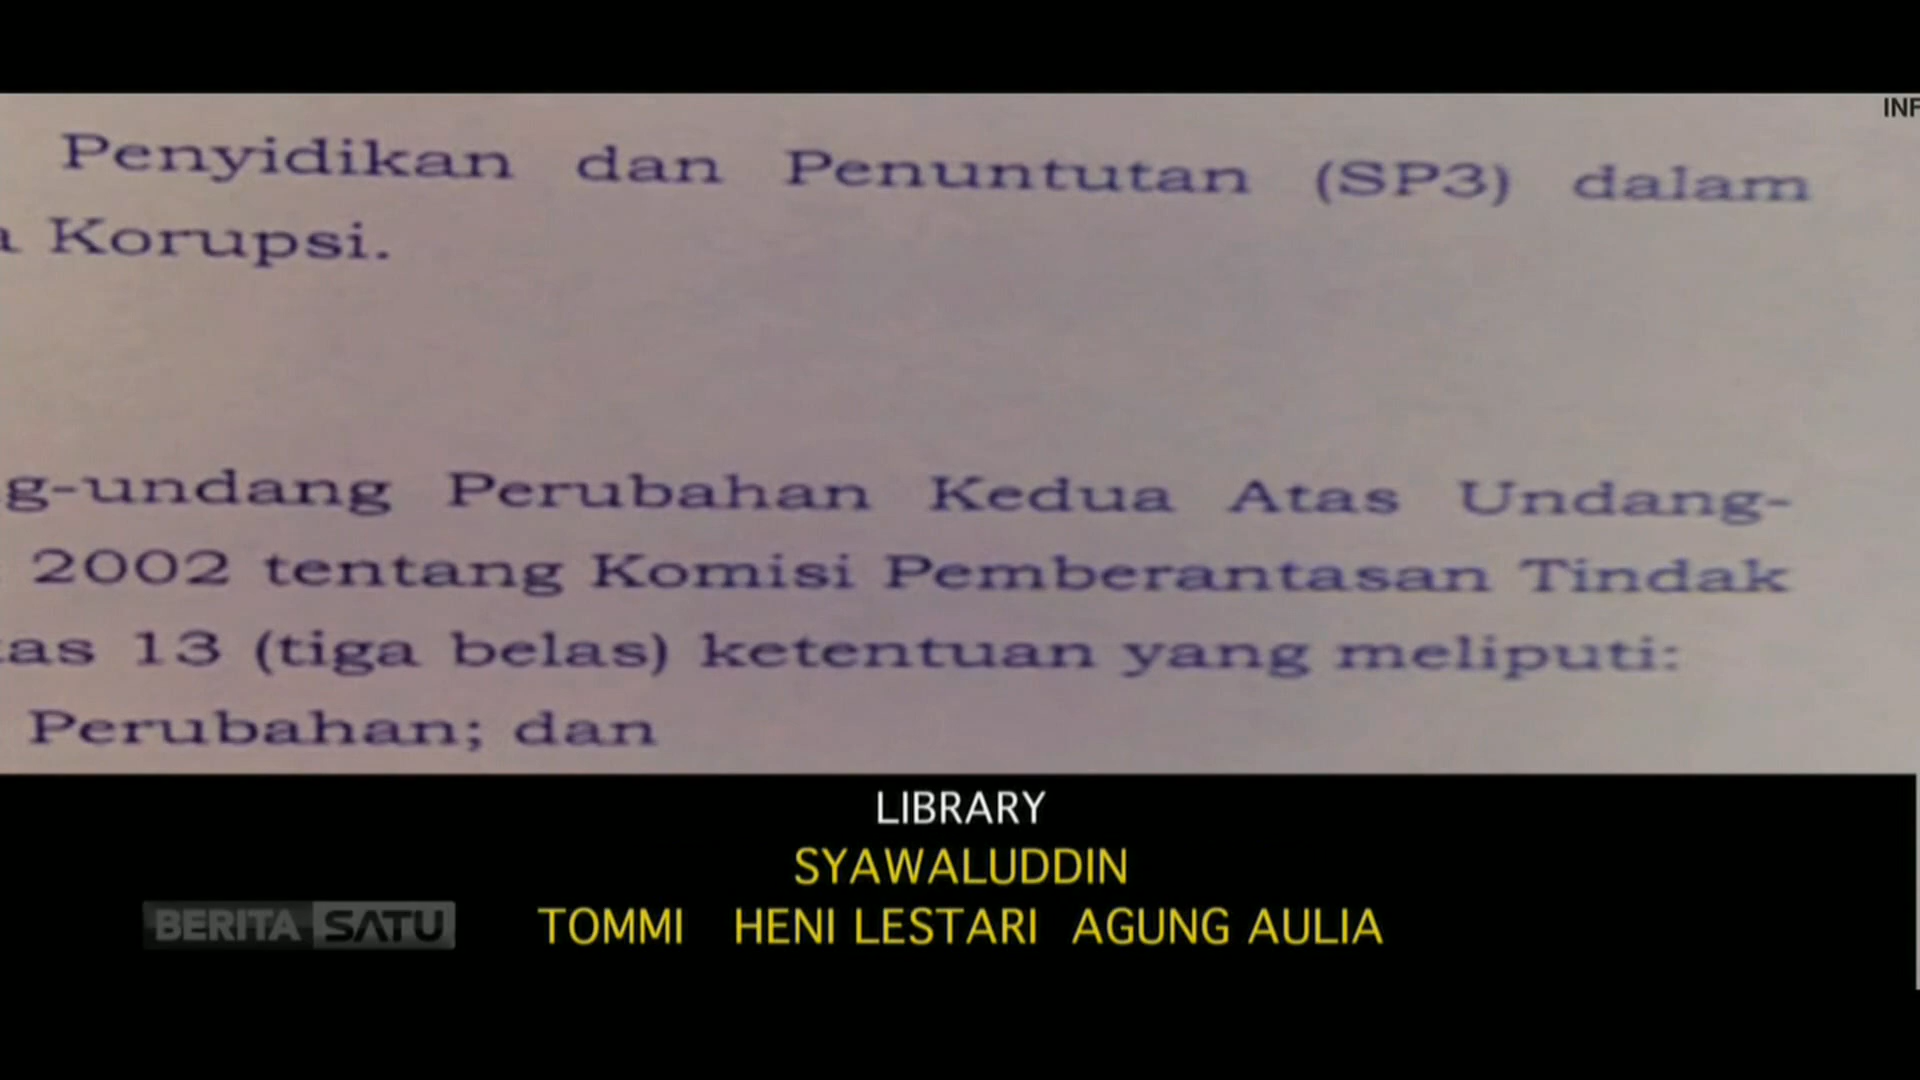 INF
Penyidikan dan Penuntutan (SP3) dalam
Korupsi.
g-undang Perubahan Kedua Atas Undang-
2002 tentang Komisi Pemberantasan Tindak
as 13 (tiga belas) ketentuan yang meliputi:
Perubahan; dan
LIBRARY
SYAWALUDDIN
TOMMI HENI LESTARI AGUNG AULIA
BERITA SATU